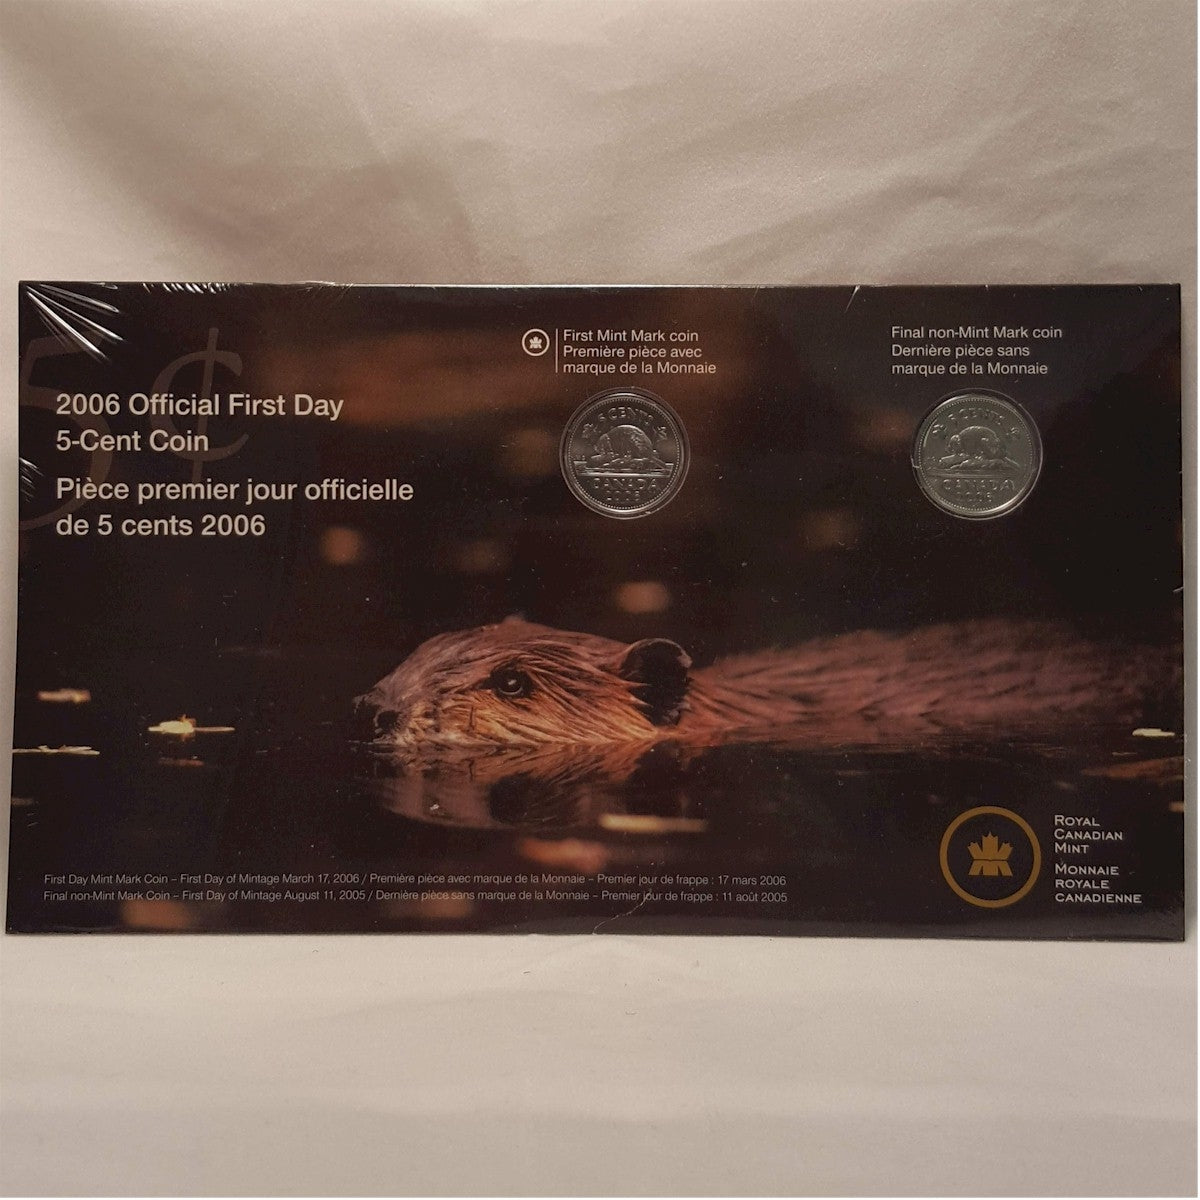 5¢
2006 Official First Day
5-Cent Coin
Pièce premier jour officielle
de 5 cents 2006
First Mint Mark coin
Première pièce avec
marque de la Monnaie
Final non-Mint Mark coin
Dernière pièce sans
marque de la Monnaie
5 CENTS
CANADA
2006
5 CENTS
CANADA
2006
First Day Mint Mark Coin – First Day of Mintage March 17, 2006 / Première pièce avec marque de la Monnaie – Premier jour de frappe : 17 mars 2006
Final non-Mint Mark Coin – First Day of Mintage August 11, 2005 / Dernière pièce sans marque de la Monnaie – Premier jour de frappe : 11 août 2005
ROYAL
CANADIAN
MINT
MONNAIE
ROYALE
CANADIENNE